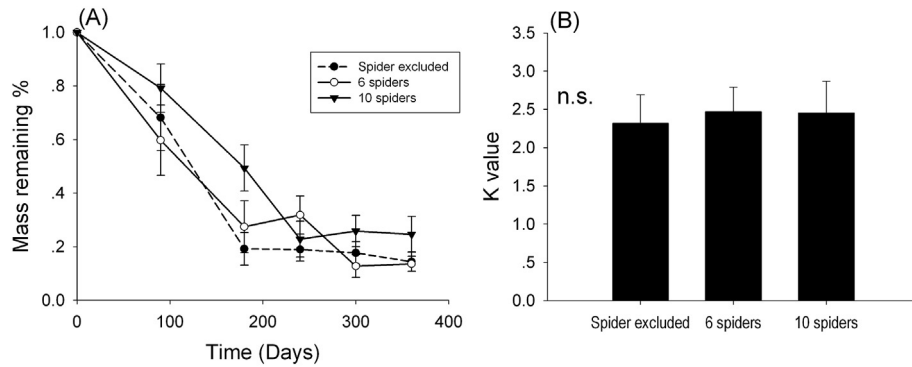 (A)
Mass remaining %
1.0
.8
.6
.4
.2
0.0
0
100
200
300
400
Time (Days)
Spider excluded
6 spiders
10 spiders
(B)
K value
3.5
3.0
2.5
2.0
1.5
1.0
.5
0.0
n.s.
Spider excluded
6 spiders
10 spiders